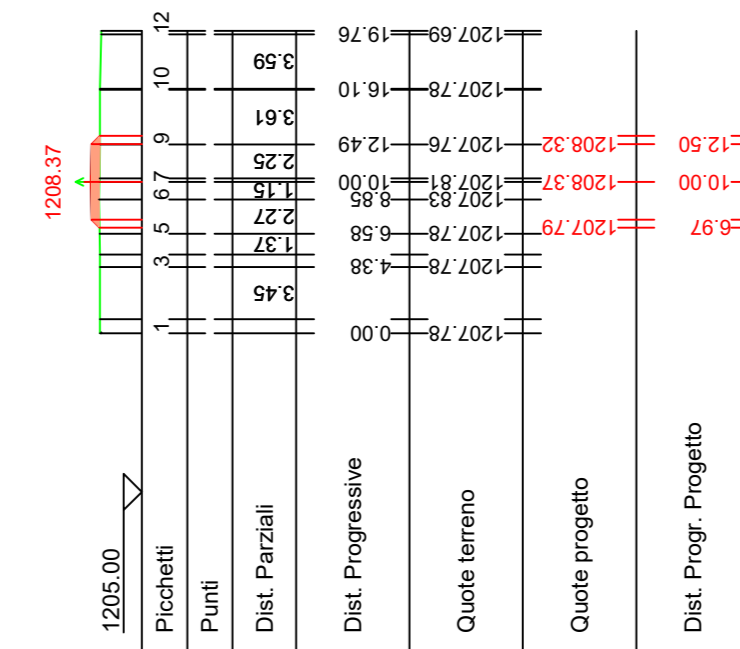 1208.37
1205.00
Picchetti 1 3 5 6 7 9 10 12
Punti
Dist. Parziali 3.45 1.37 2.27 1.15 2.25 3.61 3.59
Dist. Progressive 0.00 4.38 6.58 8.85 10.00 12.49 16.10 19.76
Quote terreno 1207.78 1207.78 1207.78 1207.83 1207.81 1207.76 1207.78 1207.69
Quote progetto 1207.79 1208.37 1208.32
Dist. Progr. Progetto 6.97 10.00 12.50